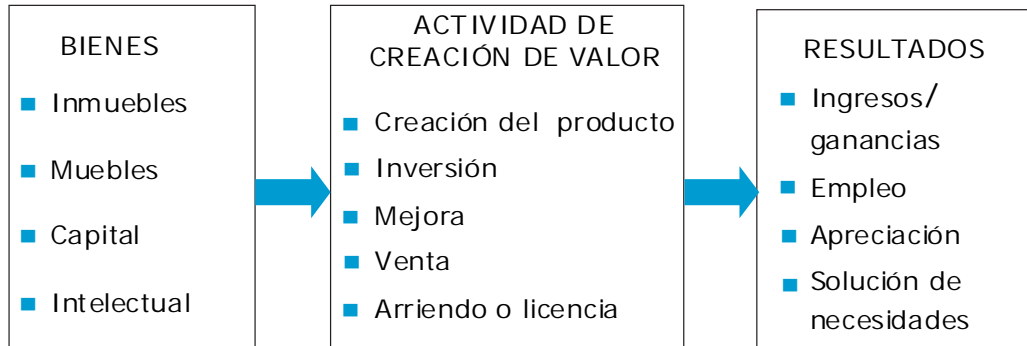 BIENES
Inmuebles
Muebles
Capital
Intelectual
ACTIVIDAD DE
CREACIÓN DE VALOR
Creación del producto
Inversión
Mejora
Venta
Arriendo o licencia
RESULTADOS
Ingresos/
ganancias
Empleo
Apreciación
Solución de
necesidades